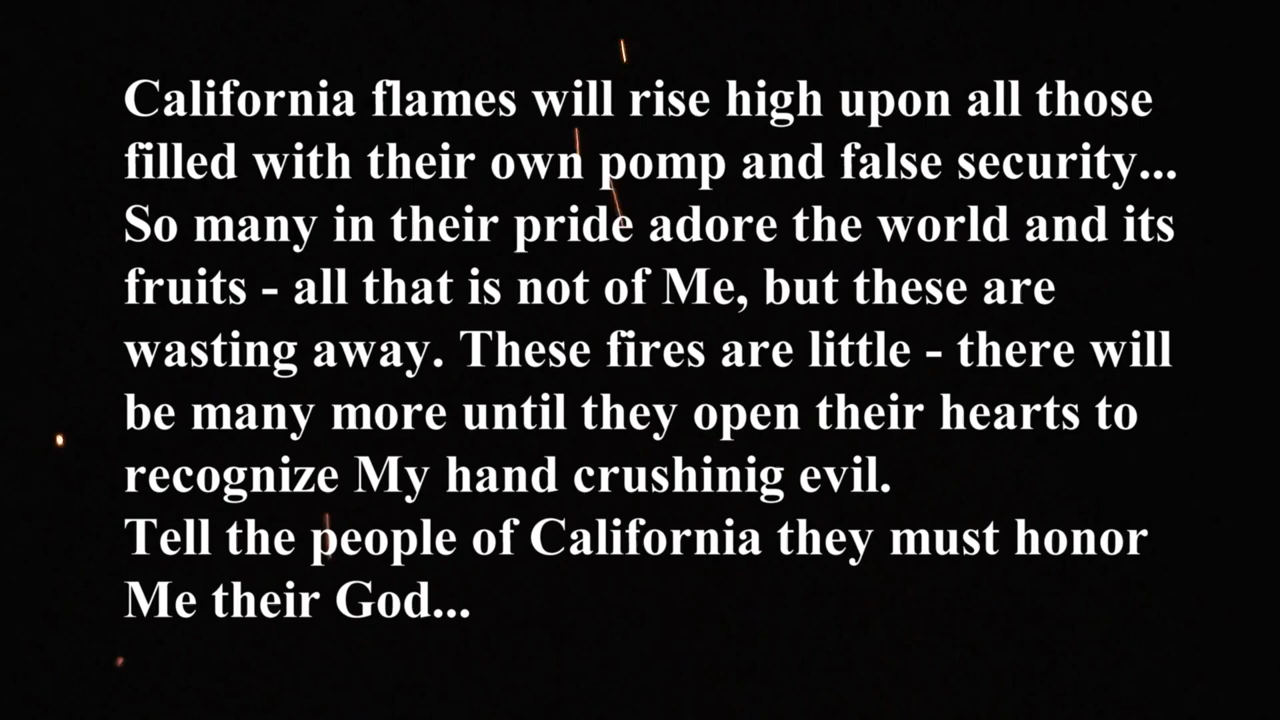 California flames will rise high upon all those
filled with their own pomp and false security...
So many in their pride adore the world and its
fruits - all that is not of Me, but these are
wasting away. These fires are little - there will
be many more until they open their hearts to
recognize My hand crushinig evil.
Tell the people of California they must honor
Me their God...